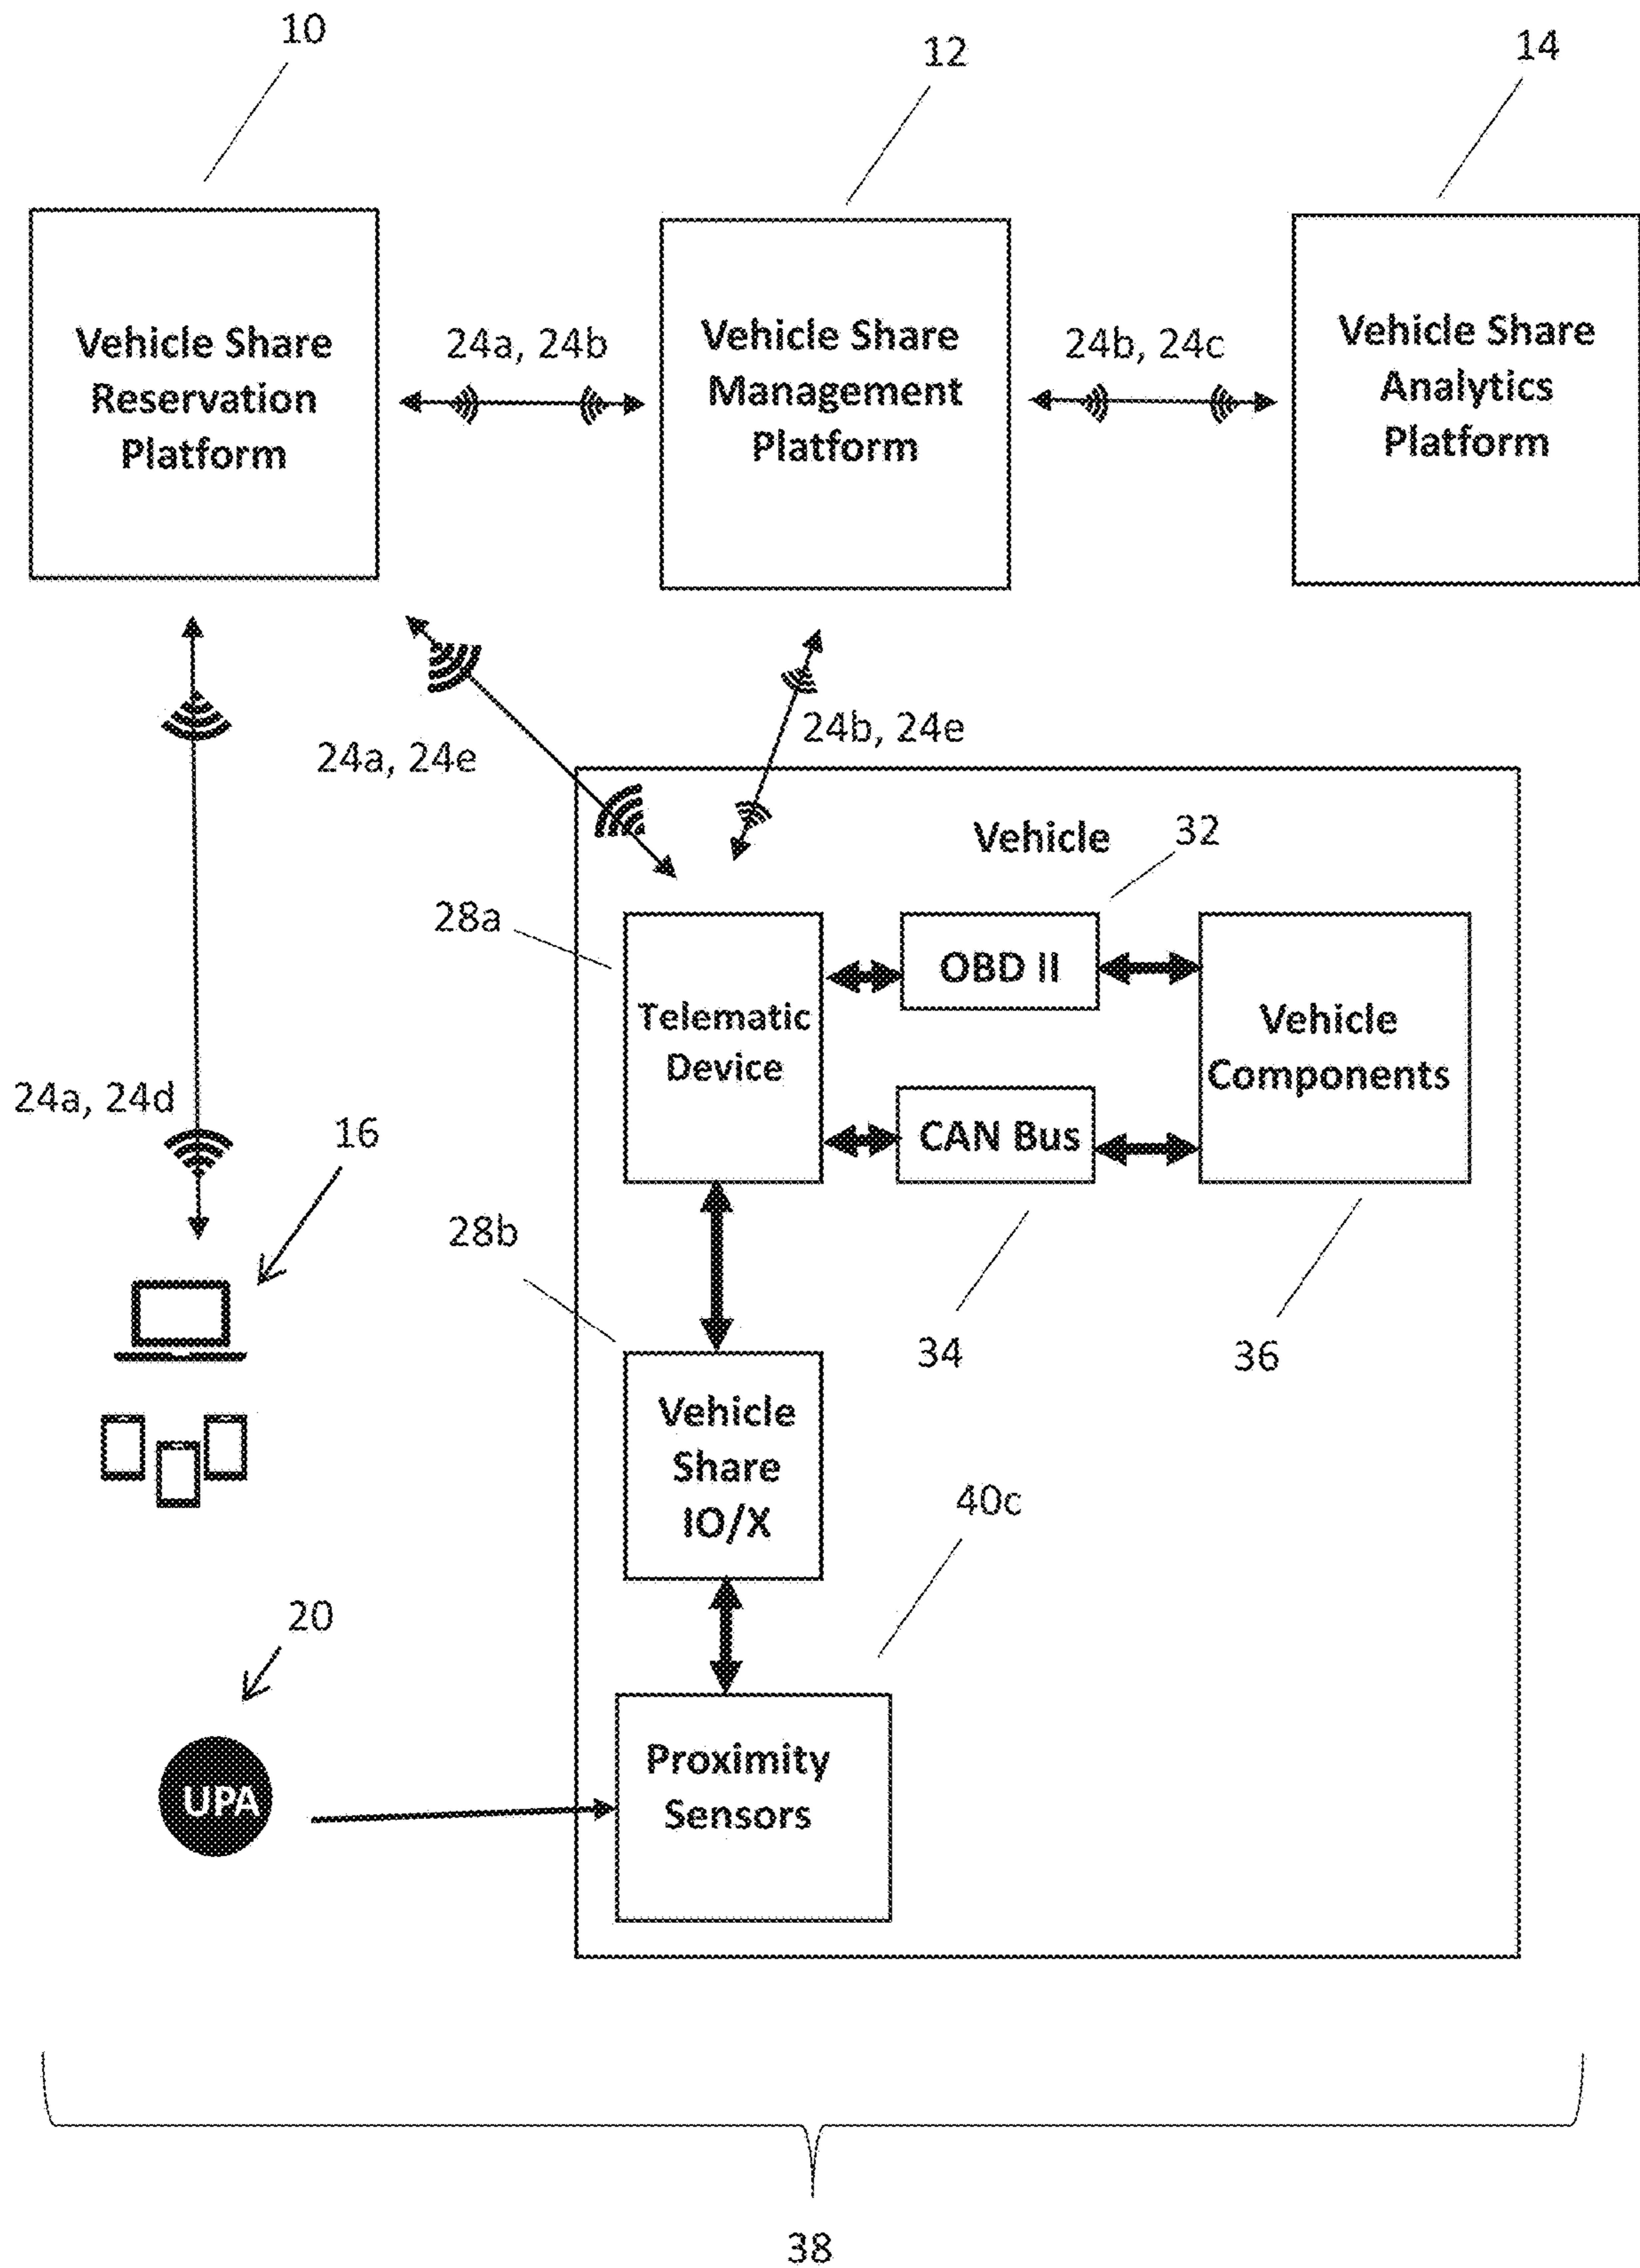 10
12
14
Vehicle Share
Reservation
Platform
24a, 24b
Vehicle Share
Management
Platform
24b, 24c
Vehicle Share
Analytics
Platform
24a, 24e
24b, 24e
Vehicle
32
28a
Telematic
Device
OBD II
Vehicle
Components
CAN Bus
24a, 24d
16
28b
34
36
Vehicle
Share
IO/X
40c
20
UPA
Proximity
Sensors
38